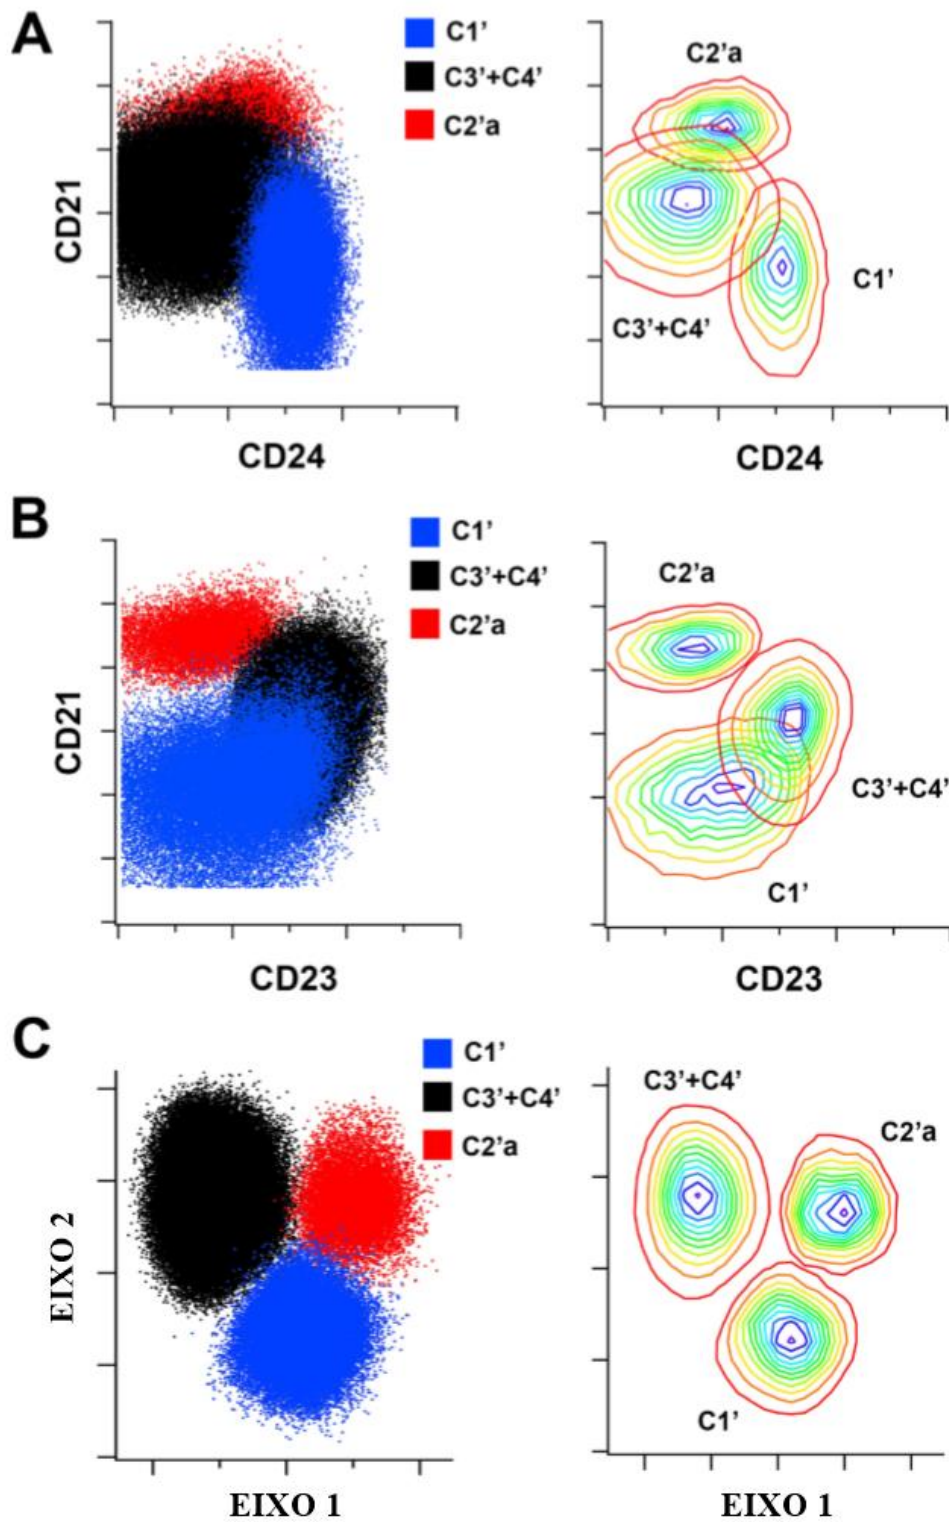 A
C1’
C3’+C4’
C2’a
CD21
CD24
C2’a
C1’
C3’+C4’
CD24
B
C1’
C3’+C4’
C2’a
CD21
CD23
C2’a
C3’+C4’
C1’
CD23
C
C1’
C3’+C4’
C2’a
EIXO 2
EIXO 1
C3’+C4’
C2’a
C1’
EIXO 1